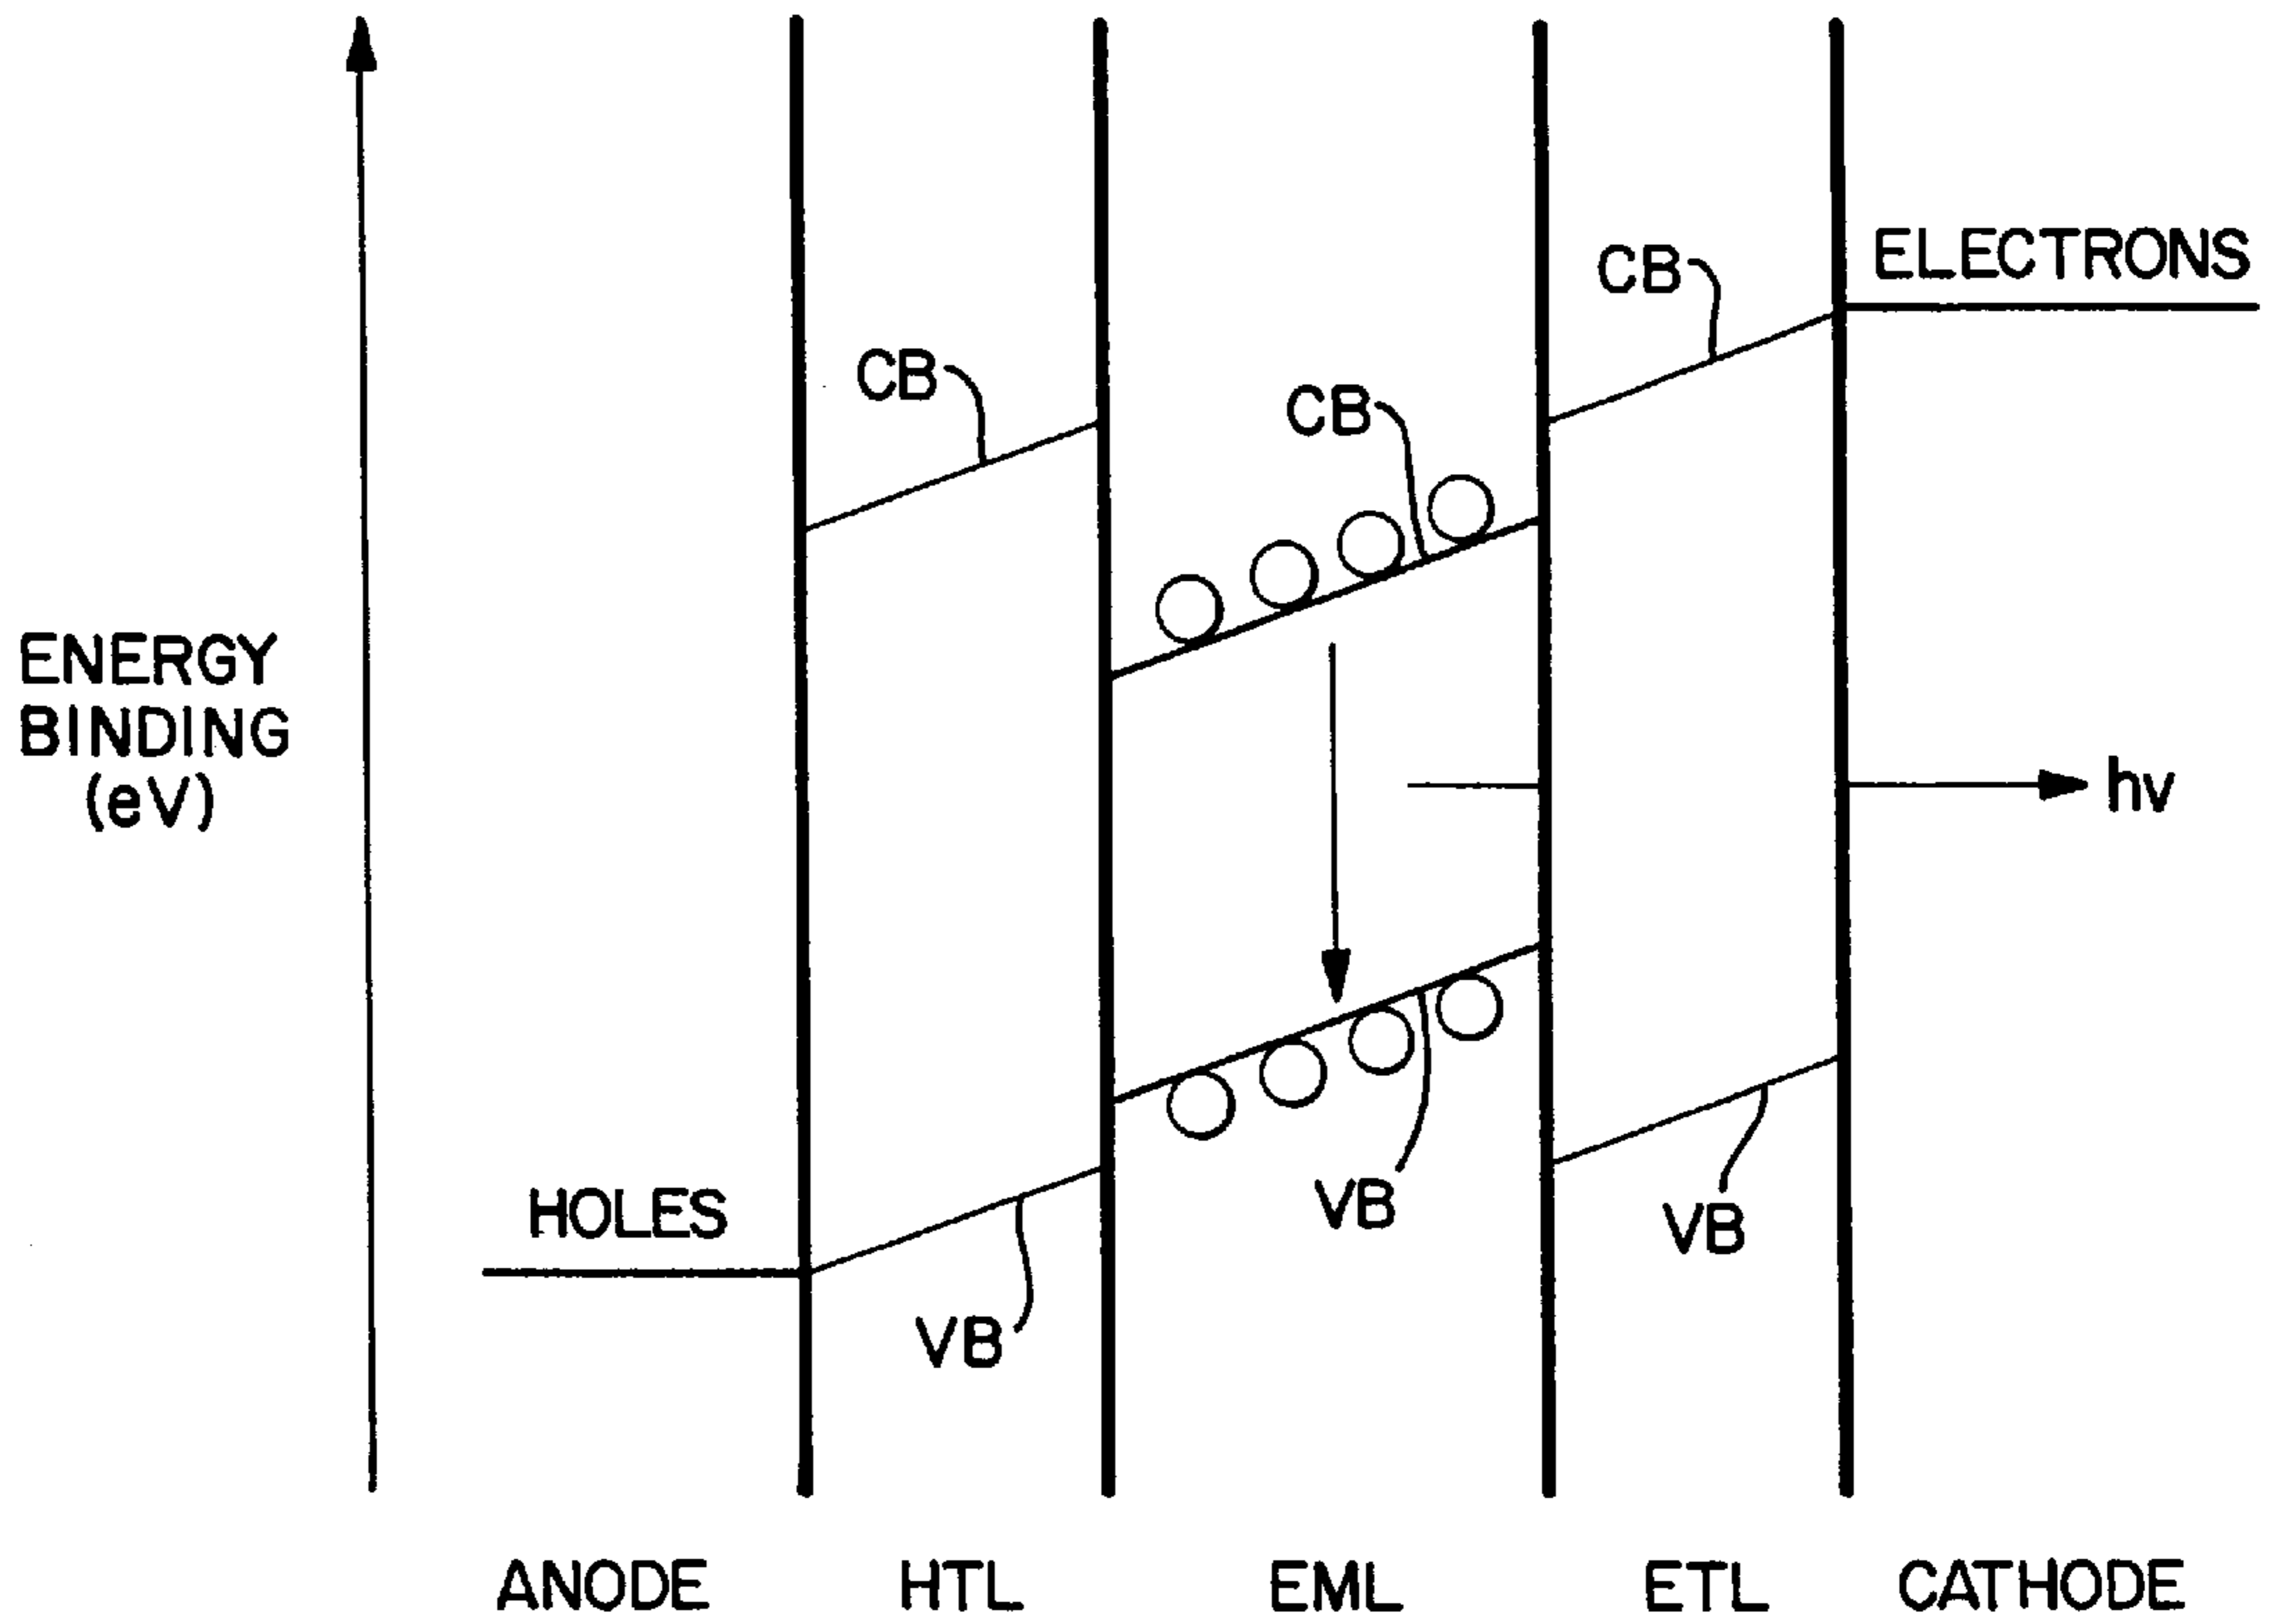 ELECTRONS
CB
CB
CB
ENERGY
BINDING
(eV)
hv
HOLES
VB
VB
VB
ANODE HTL EML ETL CATHODE